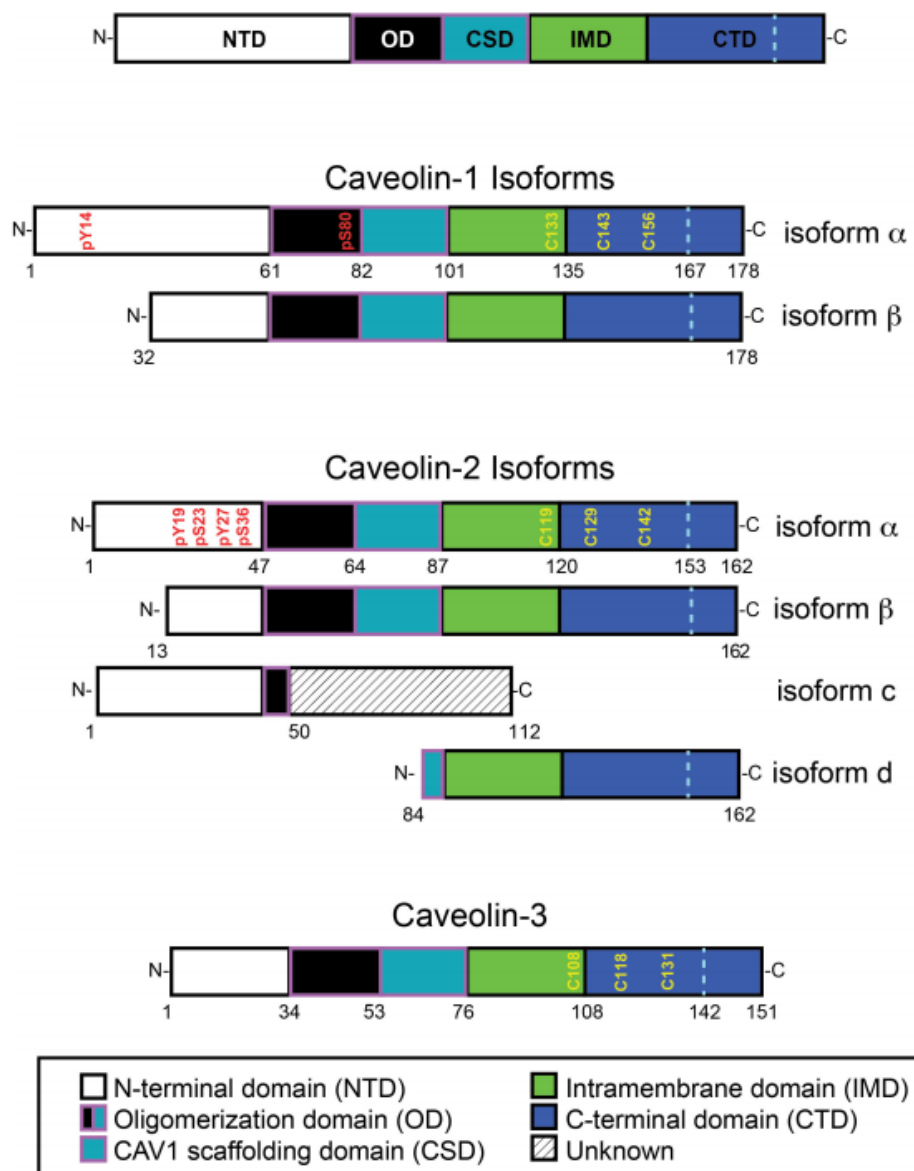 N- NTD OD CSD IMD CTD -C
Caveolin-1 Isoforms
N- pY14 pS80 C133 C143 C156 -C isoform α
1 61 82 101 135 167 178
N- -C isoform β
32 178
Caveolin-2 Isoforms
N- pY19 pS23 pY27 pS36 C119 C129 C142 -C isoform α
1 47 64 87 120 153 162
N- -C isoform β
13 162
N- -C isoform c
1 50 112
N- -C isoform d
84 162
Caveolin-3
N- C108 C118 C131 -C
1 34 53 76 108 142 151
N-terminal domain (NTD)
Oligomerization domain (OD)
CAV1 scaffolding domain (CSD)
Intramembrane domain (IMD)
C-terminal domain (CTD)
Unknown